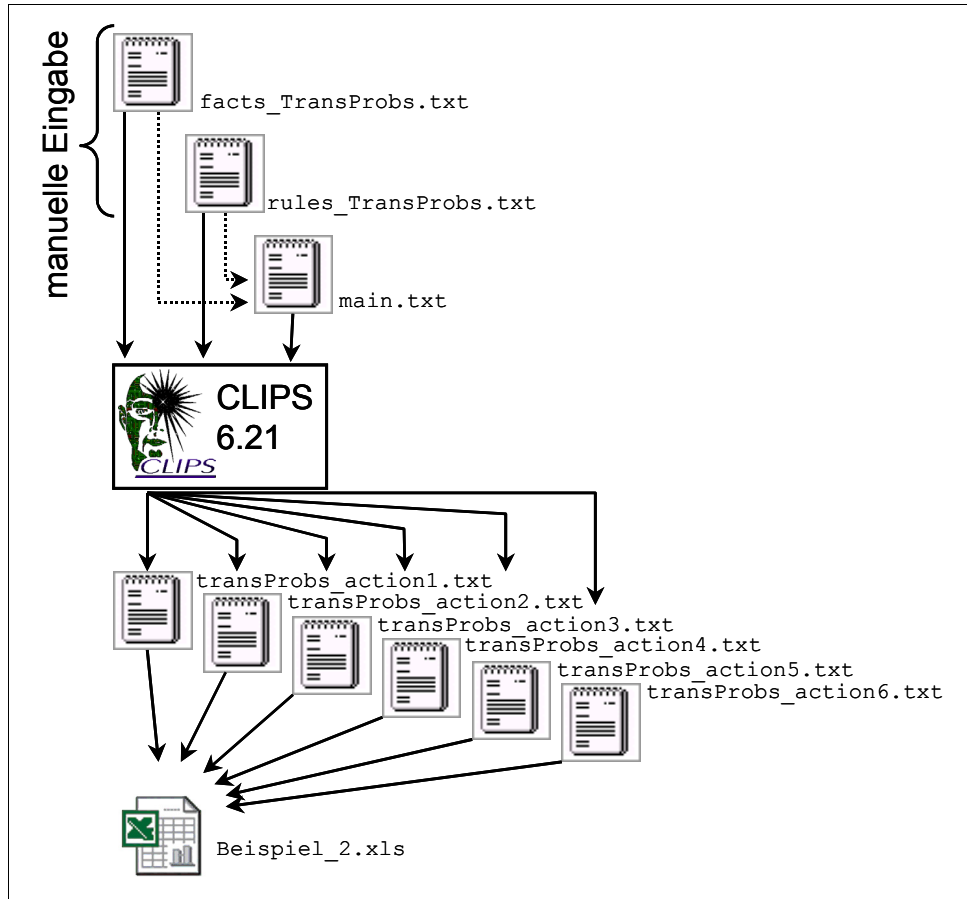 manuelle Eingabe
facts_TransProbs.txt
rules_TransProbs.txt
main.txt
CLIPS
6.21
CLIPS
transProbs_action1.txt
transProbs_action2.txt
transProbs_action3.txt
transProbs_action4.txt
transProbs_action5.txt
transProbs_action6.txt
Beispiel_2.xls